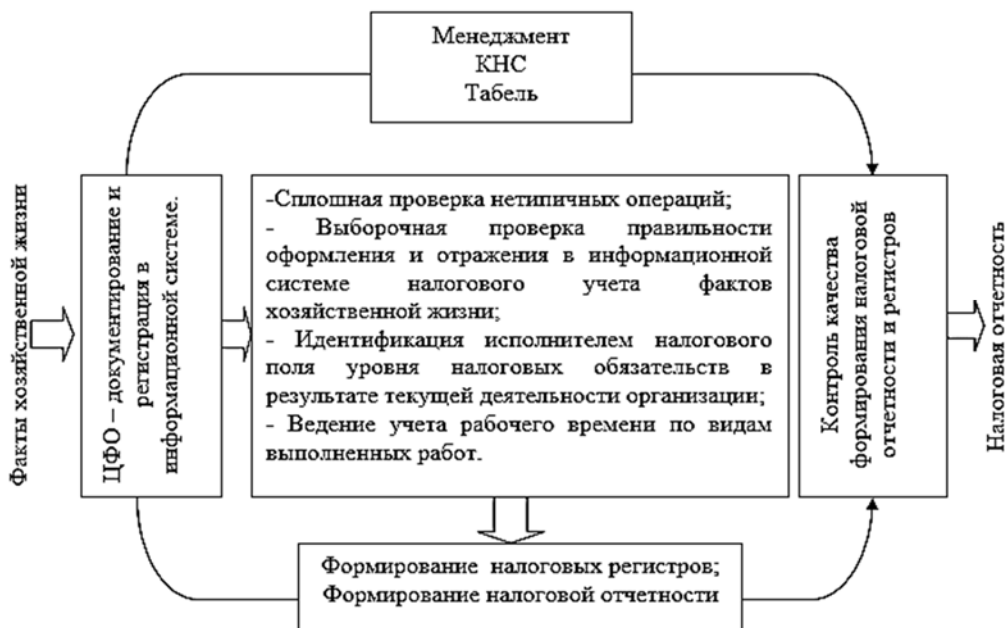 Менеджмент
КНС
Табель
Факты хозяйственной жизни
ЦФО – документирование и
регистрация в
информационной системе.
-Сплошная проверка нетипичных операций;
- Выборочная проверка правильности
оформления и отражения в информационной
системе налогового учета фактов
хозяйственной жизни;
- Идентификация исполнителем налогового
поля уровня налоговых обязательств в
результате текущей деятельности организации;
- Ведение учета рабочего времени по видам
выполненных работ.
Контроль качества
формирования налоговой
отчетности и регистров
Налоговая отчетность
Формирование налоговых регистров;
Формирование налоговой отчетности